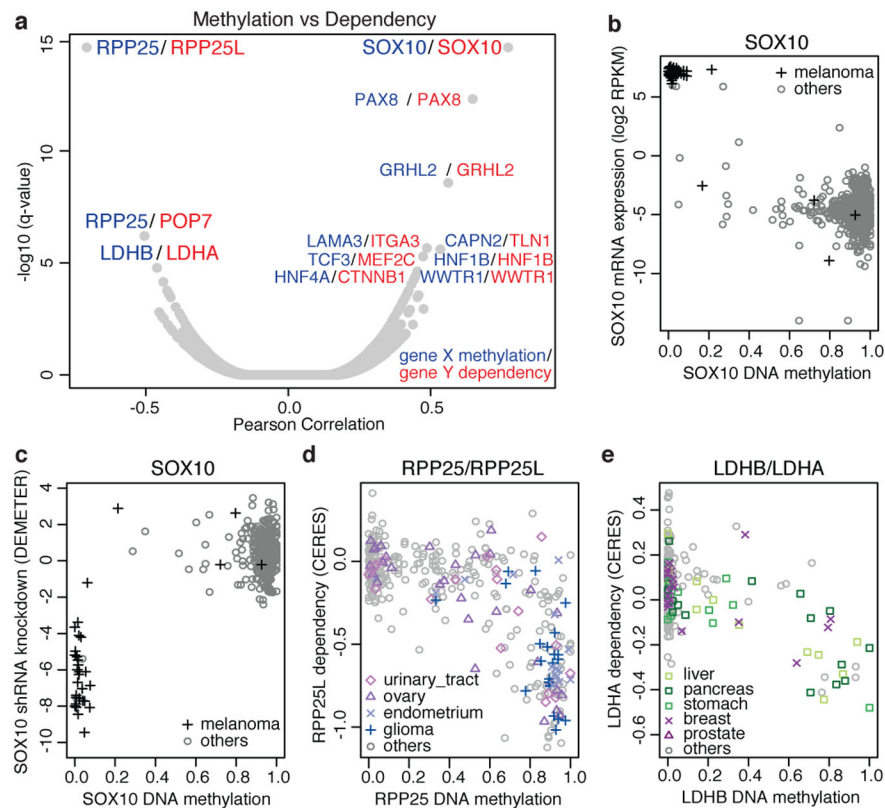 a
Methylation vs Dependency
15
10
5
0
-log10 (q-value)
RPP25/RPP25L
SOX10/SOX10
PAX8 / PAX8
GRHL2 / GRHL2
RPP25/POP7
LDHB/LDHA
LAMA3/ITGA3 CAPN2/TLN1
TCF3/MEF2C HNF1B/HNF1B
HNF4A/CTNNB1 WWTR1/WWTR1
gene X methylation/
gene Y dependency
-0.5 0.0 0.5
Pearson Correlation
b
SOX10
SOX10 mRNA expression (log2 RPKM)
5
0
-5
-10
melanoma
others
0.0 0.2 0.4 0.6 0.8 1.0
SOX10 DNA methylation
c
SOX10
SOX10 shRNA knockdown (DEMETER)
4
2
0
-2
-4
-6
-8
-10
melanoma
others
0.0 0.2 0.4 0.6 0.8 1.0
SOX10 DNA methylation
d
RPP25/RPP25L
RPP25L dependency (CERES)
0.0
-0.5
-1.0
urinary_tract
ovary
endometrium
glioma
others
0.0 0.2 0.4 0.6 0.8 1.0
RPP25 DNA methylation
e
LDHB/LDHA
LDHA dependency (CERES)
0.4
0.2
0.0
-0.2
-0.4
-0.6
liver
pancreas
stomach
breast
prostate
others
0.0 0.2 0.4 0.6 0.8 1.0
LDHB DNA methylation